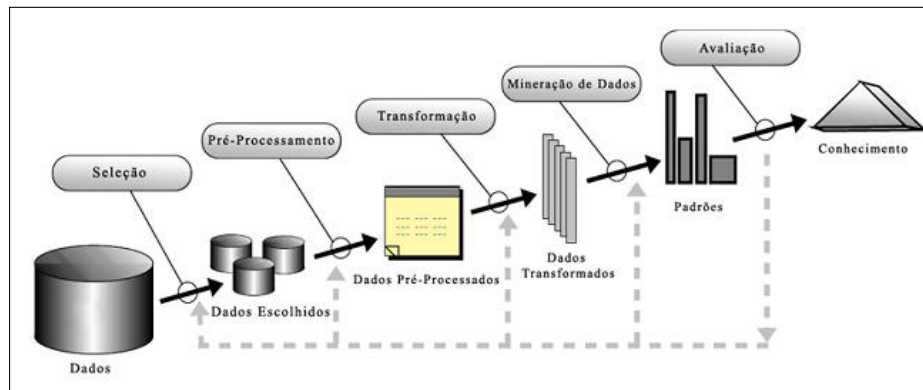 Avaliação
Mineração de Dados
Transformação
Pré-Processamento
Seleção
Conhecimento
Padrões
Dados
Transformados
Dados Pré-Processados
Dados Escolhidos
Dados